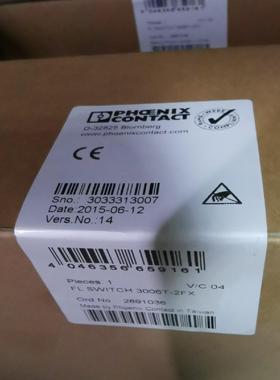 PHŒNIX
CONTACT
D-32825 Blomberg
www.phoenixcontact.com
CE
Sno.: 3033313007
Date:2015-06-12
Vers.No.:14
4 046356 659161
Pieces 1 V/C 04
FL SWITCH 3006T-2FX
Ord No 2891036
Made by Phoenix Contact in Taiwan